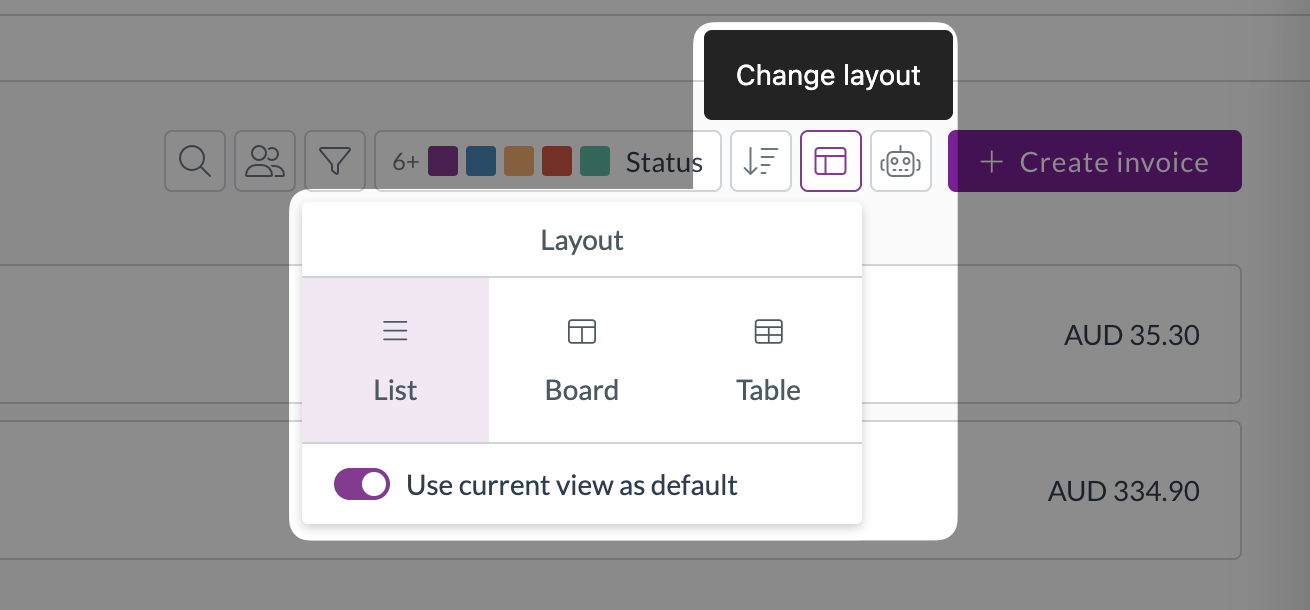 Change layout
6+ Status
Create invoice
Layout
List Board Table
AUD 35.30
Use current view as default
AUD 334.90